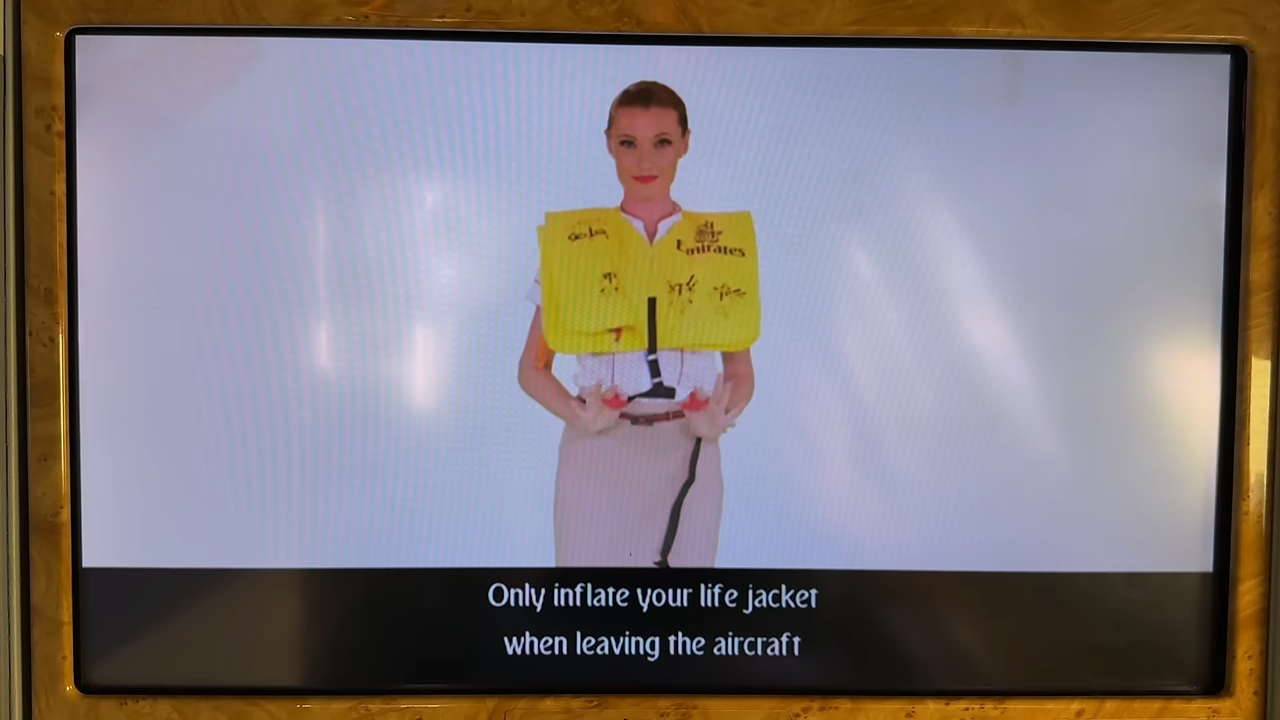 Emirates
Only inflate your life jacket
when leaving the aircraft